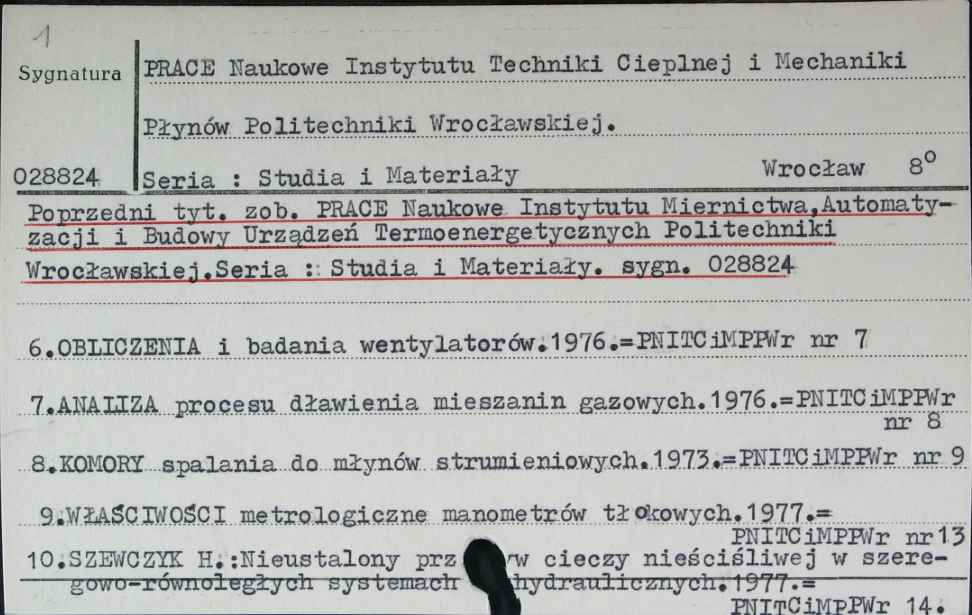 1
Sygnatura
PRACE Naukowe Instytutu Techniki Cieplnej i Mechaniki
Płynów Politechniki Wrocławskiej.
028824
Seria : Studia i Materiały Wrocław 8°
Poprzedni tyt. zob. PRACE Naukowe Instytutu Miernictwa,Automaty-
zacji i Budowy Urządzeń Termoenergetycznych Politechniki
Wrocławskiej.Seria : Studia i Materiały. sygn. 028824
6.OBLICZENIA i badania wentylatorów.1976.=PNITCiMPPWr nr 7
7.ANALIZA procesu dławienia mieszanin gazowych.1976.=PNITCiMPPWr
nr 8
8.KOMORY spalania do młynów strumieniowych.1973.=PNITCiMPPWr nr 9
9.WŁAŚCIWOŚCI metrologiczne manometrów tłokowych.1977.=
PNITCiMPPWr nr 13
10.SZEWCZYK H.:Nieustalony prz yw cieczy nieściśliwej w szere-
gowo-równoległych systemach hydraulicznych.1977.=
PNITCiMPPWr 14.